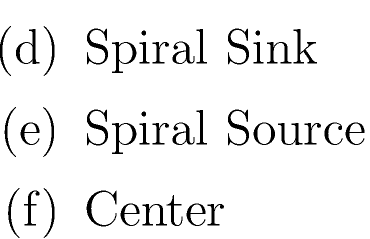 (d) Spiral Sink
(e) Spiral Source
(f) Center